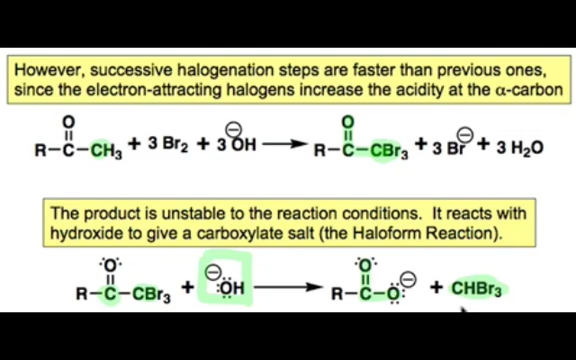 However, successive halogenation steps are faster than previous ones,
since the electron-attracting halogens increase the acidity at the α-carbon
O
R-C-CH₃ + 3 Br₂ + 3 ⊖OH → R-C-CBr₃ + 3 Br⊖ + 3 H₂O
O
The product is unstable to the reaction conditions. It reacts with
hydroxide to give a carboxylate salt (the Haloform Reaction).
:O:
R-C-CBr₃ + ⊖:ÖH → R-C-Ö:⊖ + CHBr₃
:O: